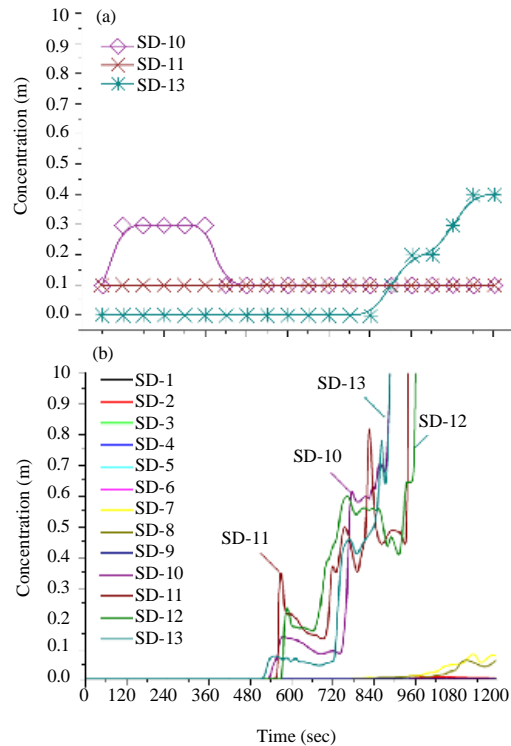 (a)
SD-10
SD-11
SD-13
Concentration (m)
10
0.9
0.8
0.7
0.6
0.5
0.4
0.3
0.2
0.1
0.0
(b)
SD-1
SD-2
SD-3
SD-4
SD-5
SD-6
SD-7
SD-8
SD-9
SD-10
SD-11
SD-12
SD-13
SD-13
SD-12
SD-10
SD-11
Concentration (m)
10
0.9
0.8
0.7
0.6
0.5
0.4
0.3
0.2
0.1
0.0
0 120 240 360 480 600 720 840 960 1080 1200
Time (sec)